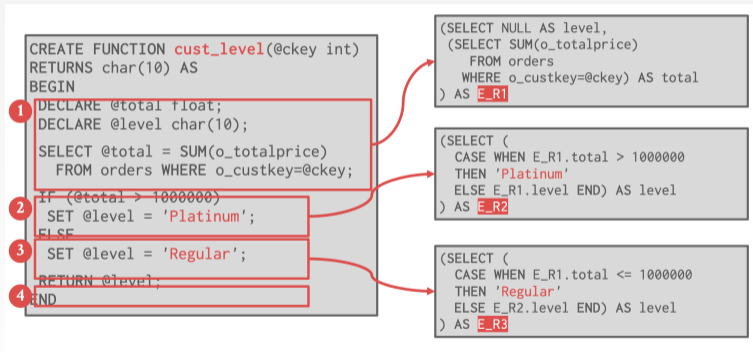 CREATE FUNCTION cust_level(@ckey int)
RETURNS char(10) AS
BEGIN
1
DECLARE @total float;
DECLARE @level char(10);
SELECT @total = SUM(o_totalprice)
FROM orders WHERE o_custkey=@ckey;
IF (@total > 1000000)
2
SET @level = 'Platinum';
ELSE
3
SET @level = 'Regular';
RETURN @level;
4
END
(SELECT NULL AS level,
(SELECT SUM(o_totalprice)
FROM orders
WHERE o_custkey=@ckey) AS total
) AS E_R1
(SELECT (
CASE WHEN E_R1.total > 1000000
THEN 'Platinum'
ELSE E_R1.level END) AS level
) AS E_R2
(SELECT (
CASE WHEN E_R1.total <= 1000000
THEN 'Regular'
ELSE E_R2.level END) AS level
) AS E_R3